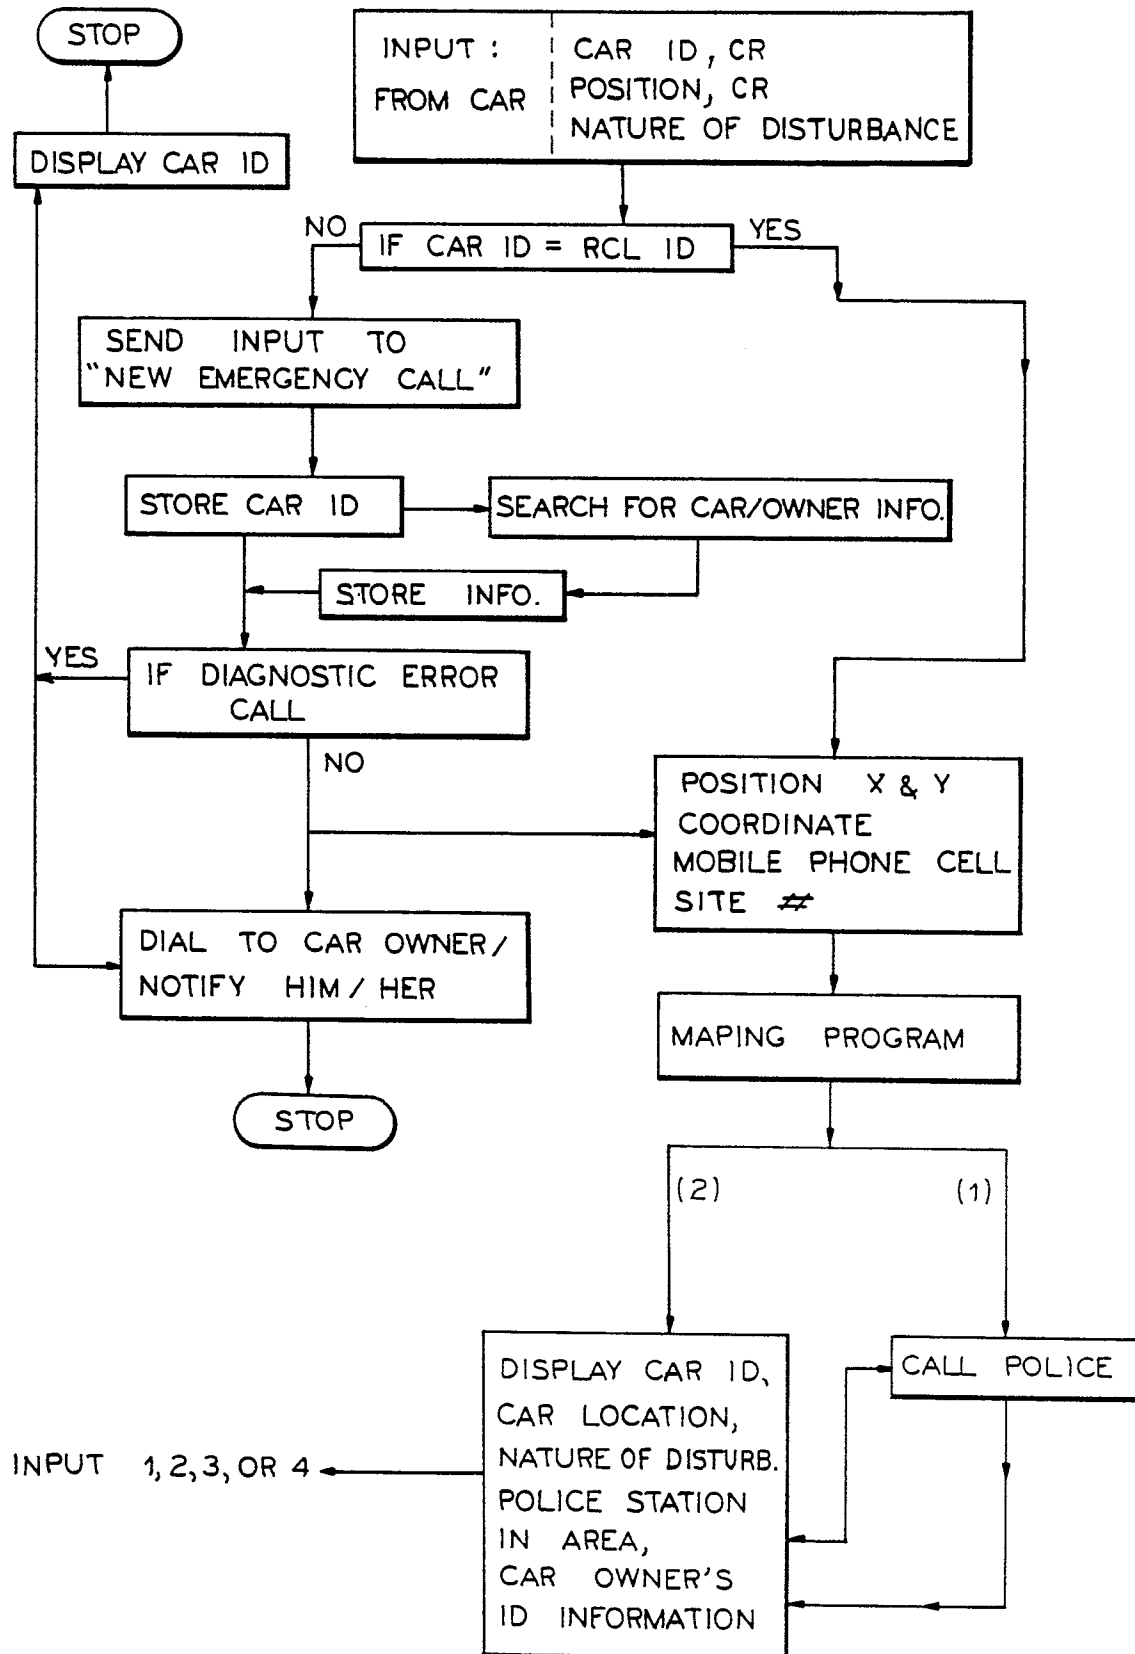 STOP
INPUT :
FROM CAR
CAR ID, CR
POSITION, CR
NATURE OF DISTURBANCE
DISPLAY CAR ID
NO
IF CAR ID = RCL ID
YES
SEND INPUT TO
"NEW EMERGENCY CALL"
STORE CAR ID
SEARCH FOR CAR/OWNER INFO.
STORE INFO.
YES
IF DIAGNOSTIC ERROR
CALL
NO
POSITION X & Y
COORDINATE
MOBILE PHONE CELL
SITE #
DIAL TO CAR OWNER/
NOTIFY HIM/HER
MAPING PROGRAM
STOP
(2)
(1)
DISPLAY CAR ID,
CAR LOCATION,
NATURE OF DISTURB.
POLICE STATION
IN AREA,
CAR OWNER'S
ID INFORMATION
CALL POLICE
INPUT 1,2,3, OR 4